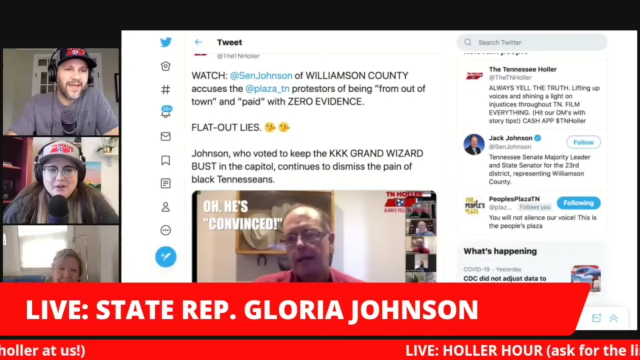 Tweet
@TheTNHoller
Search Twitter
WATCH: @SenJohnson of WILLIAMSON COUNTY
accuses the @plaza_tn protestors of being "from out of
town" and "paid" with ZERO EVIDENCE.
FLAT-OUT LIES.
Johnson, who voted to keep the KKK GRAND WIZARD
BUST in the capitol, continues to dismiss the pain of
black Tennesseans.
OH, HE'S
"CONVINCED!"
TN HOLLER
Relevant people
The Tennessee Holler
@TheTNHoller
ALWAYS YELL THE TRUTH. Lifting up
voices and shining a light on
injustices throughout TN. FILM
EVERYTHING. (Hit our DM's with
story tips!) CASH APP $TNHoller
Jack Johnson
@SenJohnson
Follow
Tennessee Senate Majority Leader
and State Senator for the 23rd
district, representing Williamson
County.
PeoplesPlazaTN
@plaz... Follows you
Following
You will not silence our voice! This is
the people's plaza
What's happening
COVID-19 · Yesterday
CDC did not adjust data to
LIVE: STATE REP. GLORIA JOHNSON
holler at us!)
LIVE: HOLLER HOUR (ask for the li